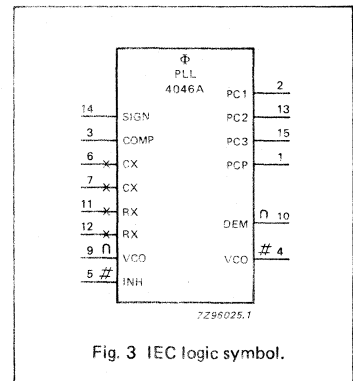 Φ
PLL
4046A
14 SIGN
3 COMP
6 CX
7 CX
11 RX
12 RX
9 ∩ VCO
5 # INH
PC1 2
PC2 13
PC3 15
PCP 1
DEM ∩ 10
VCO # 4
7Z96025.1
Fig. 3 IEC logic symbol.